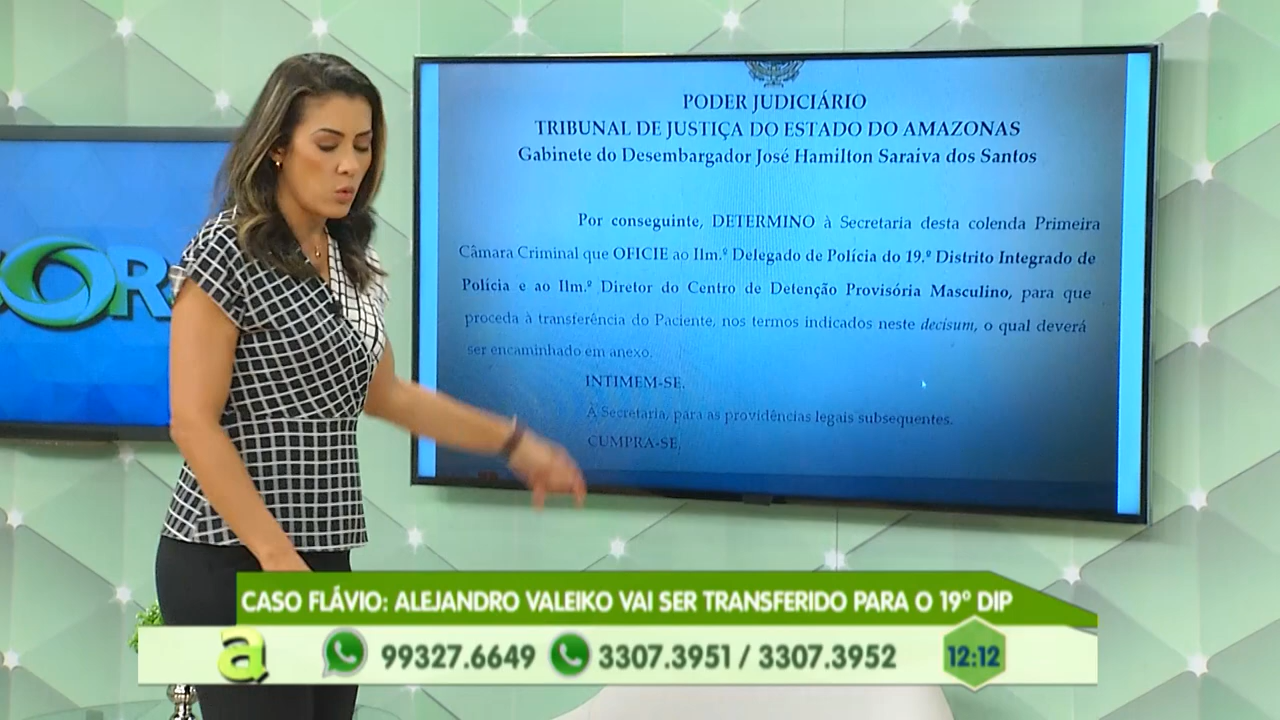 PODER JUDICIÁRIO
TRIBUNAL DE JUSTIÇA DO ESTADO DO AMAZONAS
Gabinete do Desembargador José Hamilton Saraiva dos Santos
Por conseguinte, DETERMINO à Secretaria desta colenda Primeira
Câmara Criminal que OFICIE ao Ilm.º Delegado de Polícia do 19.º Distrito Integrado de
Polícia e ao Ilm.º Diretor do Centro de Detenção Provisória Masculino, para que
proceda à transferência do Paciente, nos termos indicados neste decisum, o qual deverá
ser encaminhado em anexo.
INTIMEM-SE.
À Secretaria, para as providências legais subsequentes.
CUMPRA-SE.
CASO FLÁVIO: ALEJANDRO VALEIKO VAI SER TRANSFERIDO PARA O 19º DIP
a 99327.6649 3307.3951 / 3307.3952 12:12